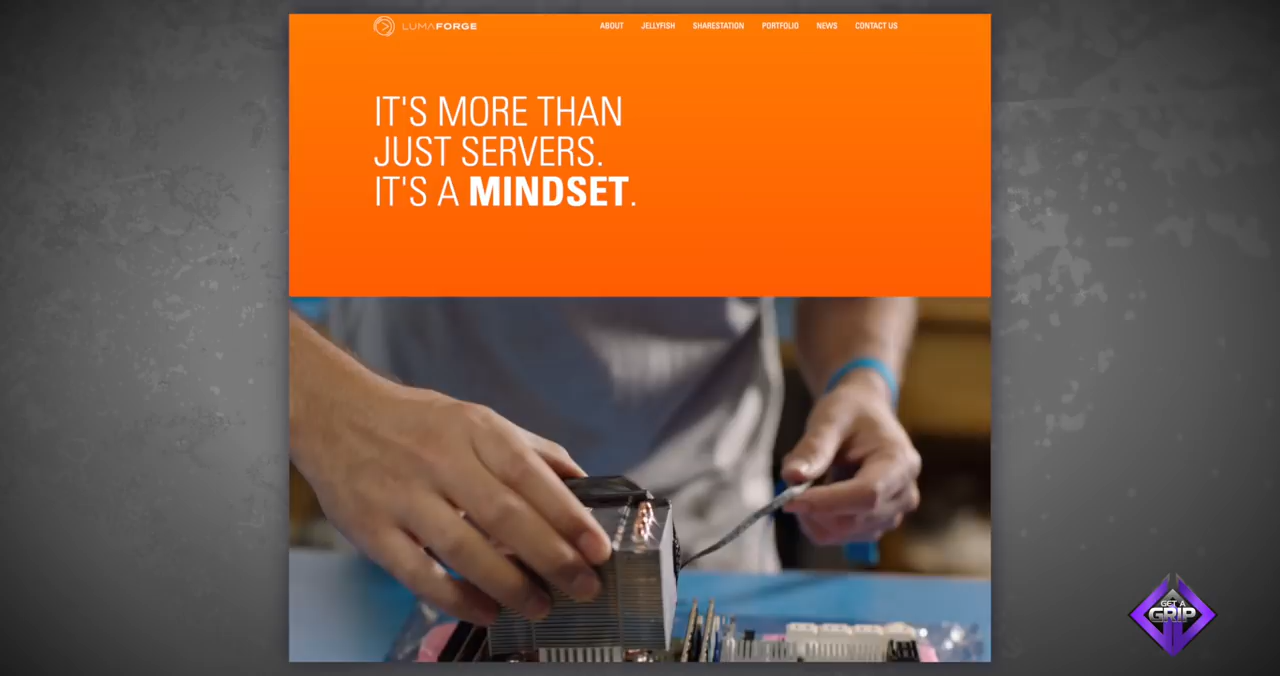 LUMAFORGE
ABOUT JELLYFISH SHARESTATION PORTFOLIO NEWS CONTACT US
IT'S MORE THAN
JUST SERVERS.
IT'S A MINDSET.
GET A
GRIP